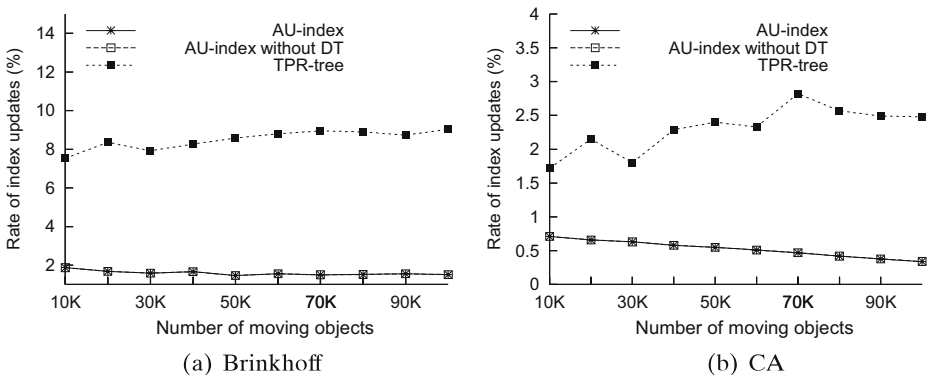 AU-index
AU-index without DT
TPR-tree
Rate of index updates (%)
14
12
10
8
6
4
2
10K 30K 50K 70K 90K
Number of moving objects
(a) Brinkhoff
AU-index
AU-index without DT
TPR-tree
Rate of index updates (%)
4
3.5
3
2.5
2
1.5
1
0.5
0
10K 30K 50K 70K 90K
Number of moving objects
(b) CA